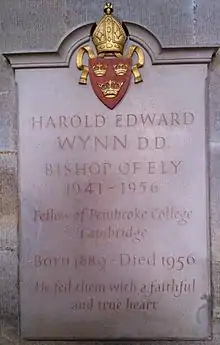 HAROLD EDWARD
WYNN D.D.
BISHOP OF ELY
1941-1956
Fellow of Pembroke College
Cambridge
Born 1889 - Died 1956
He fed them with a faithful
and true heart